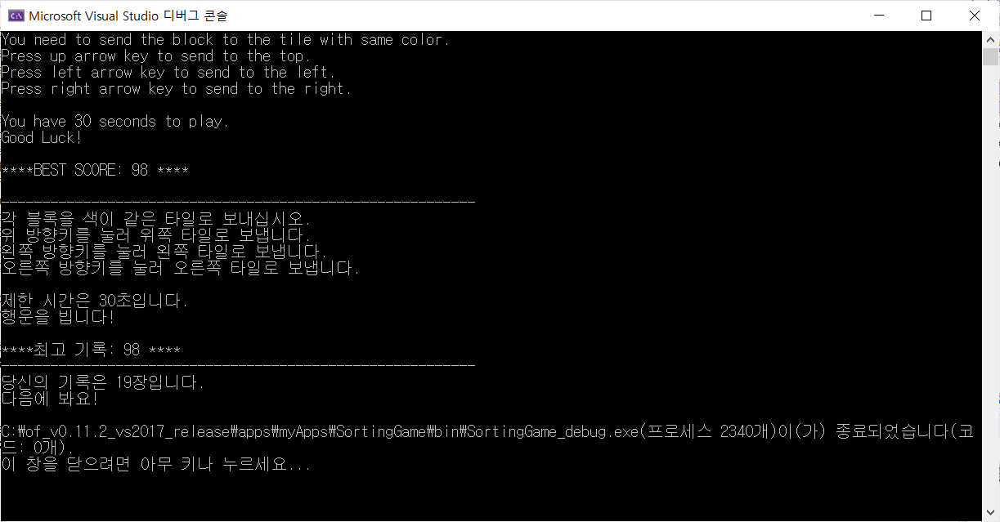 Microsoft Visual Studio 디버그 콘솔
You need to send the block to the tile with same color.
Press up arrow key to send to the top.
Press left arrow key to send to the left.
Press right arrow key to send to the right.
You have 30 seconds to play.
Good Luck!
****BEST SCORE: 98 ****
----------------------------------------------------------
각 블록을 색이 같은 타일로 보내십시오.
위 방향키를 눌러 위쪽 타일로 보냅니다.
왼쪽 방향키를 눌러 왼쪽 타일로 보냅니다.
오른쪽 방향키를 눌러 오른쪽 타일로 보냅니다.
제한 시간은 30초입니다.
행운을 빕니다!
****최고 기록: 98 ****
----------------------------------------------------------
당신의 기록은 19장입니다.
다음에 봐요!
C:\of_v0.11.2_vs2017_release\apps\myApps\SortingGame\bin\SortingGame_debug.exe(프로세스 2340개)이(가) 종료되었습니다(코
드: 0개).
이 창을 닫으려면 아무 키나 누르세요...